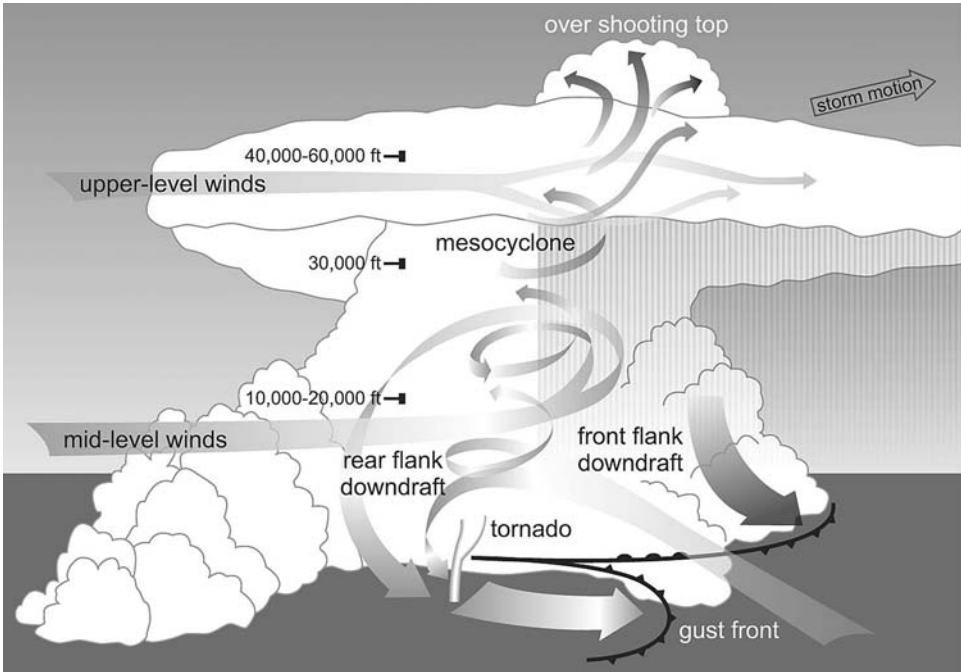 over shooting top
storm motion
40,000-60,000 ft
upper-level winds
mesocyclone
30,000 ft
10,000-20,000 ft
mid-level winds
rear flank
downdraft
front flank
downdraft
tornado
gust front